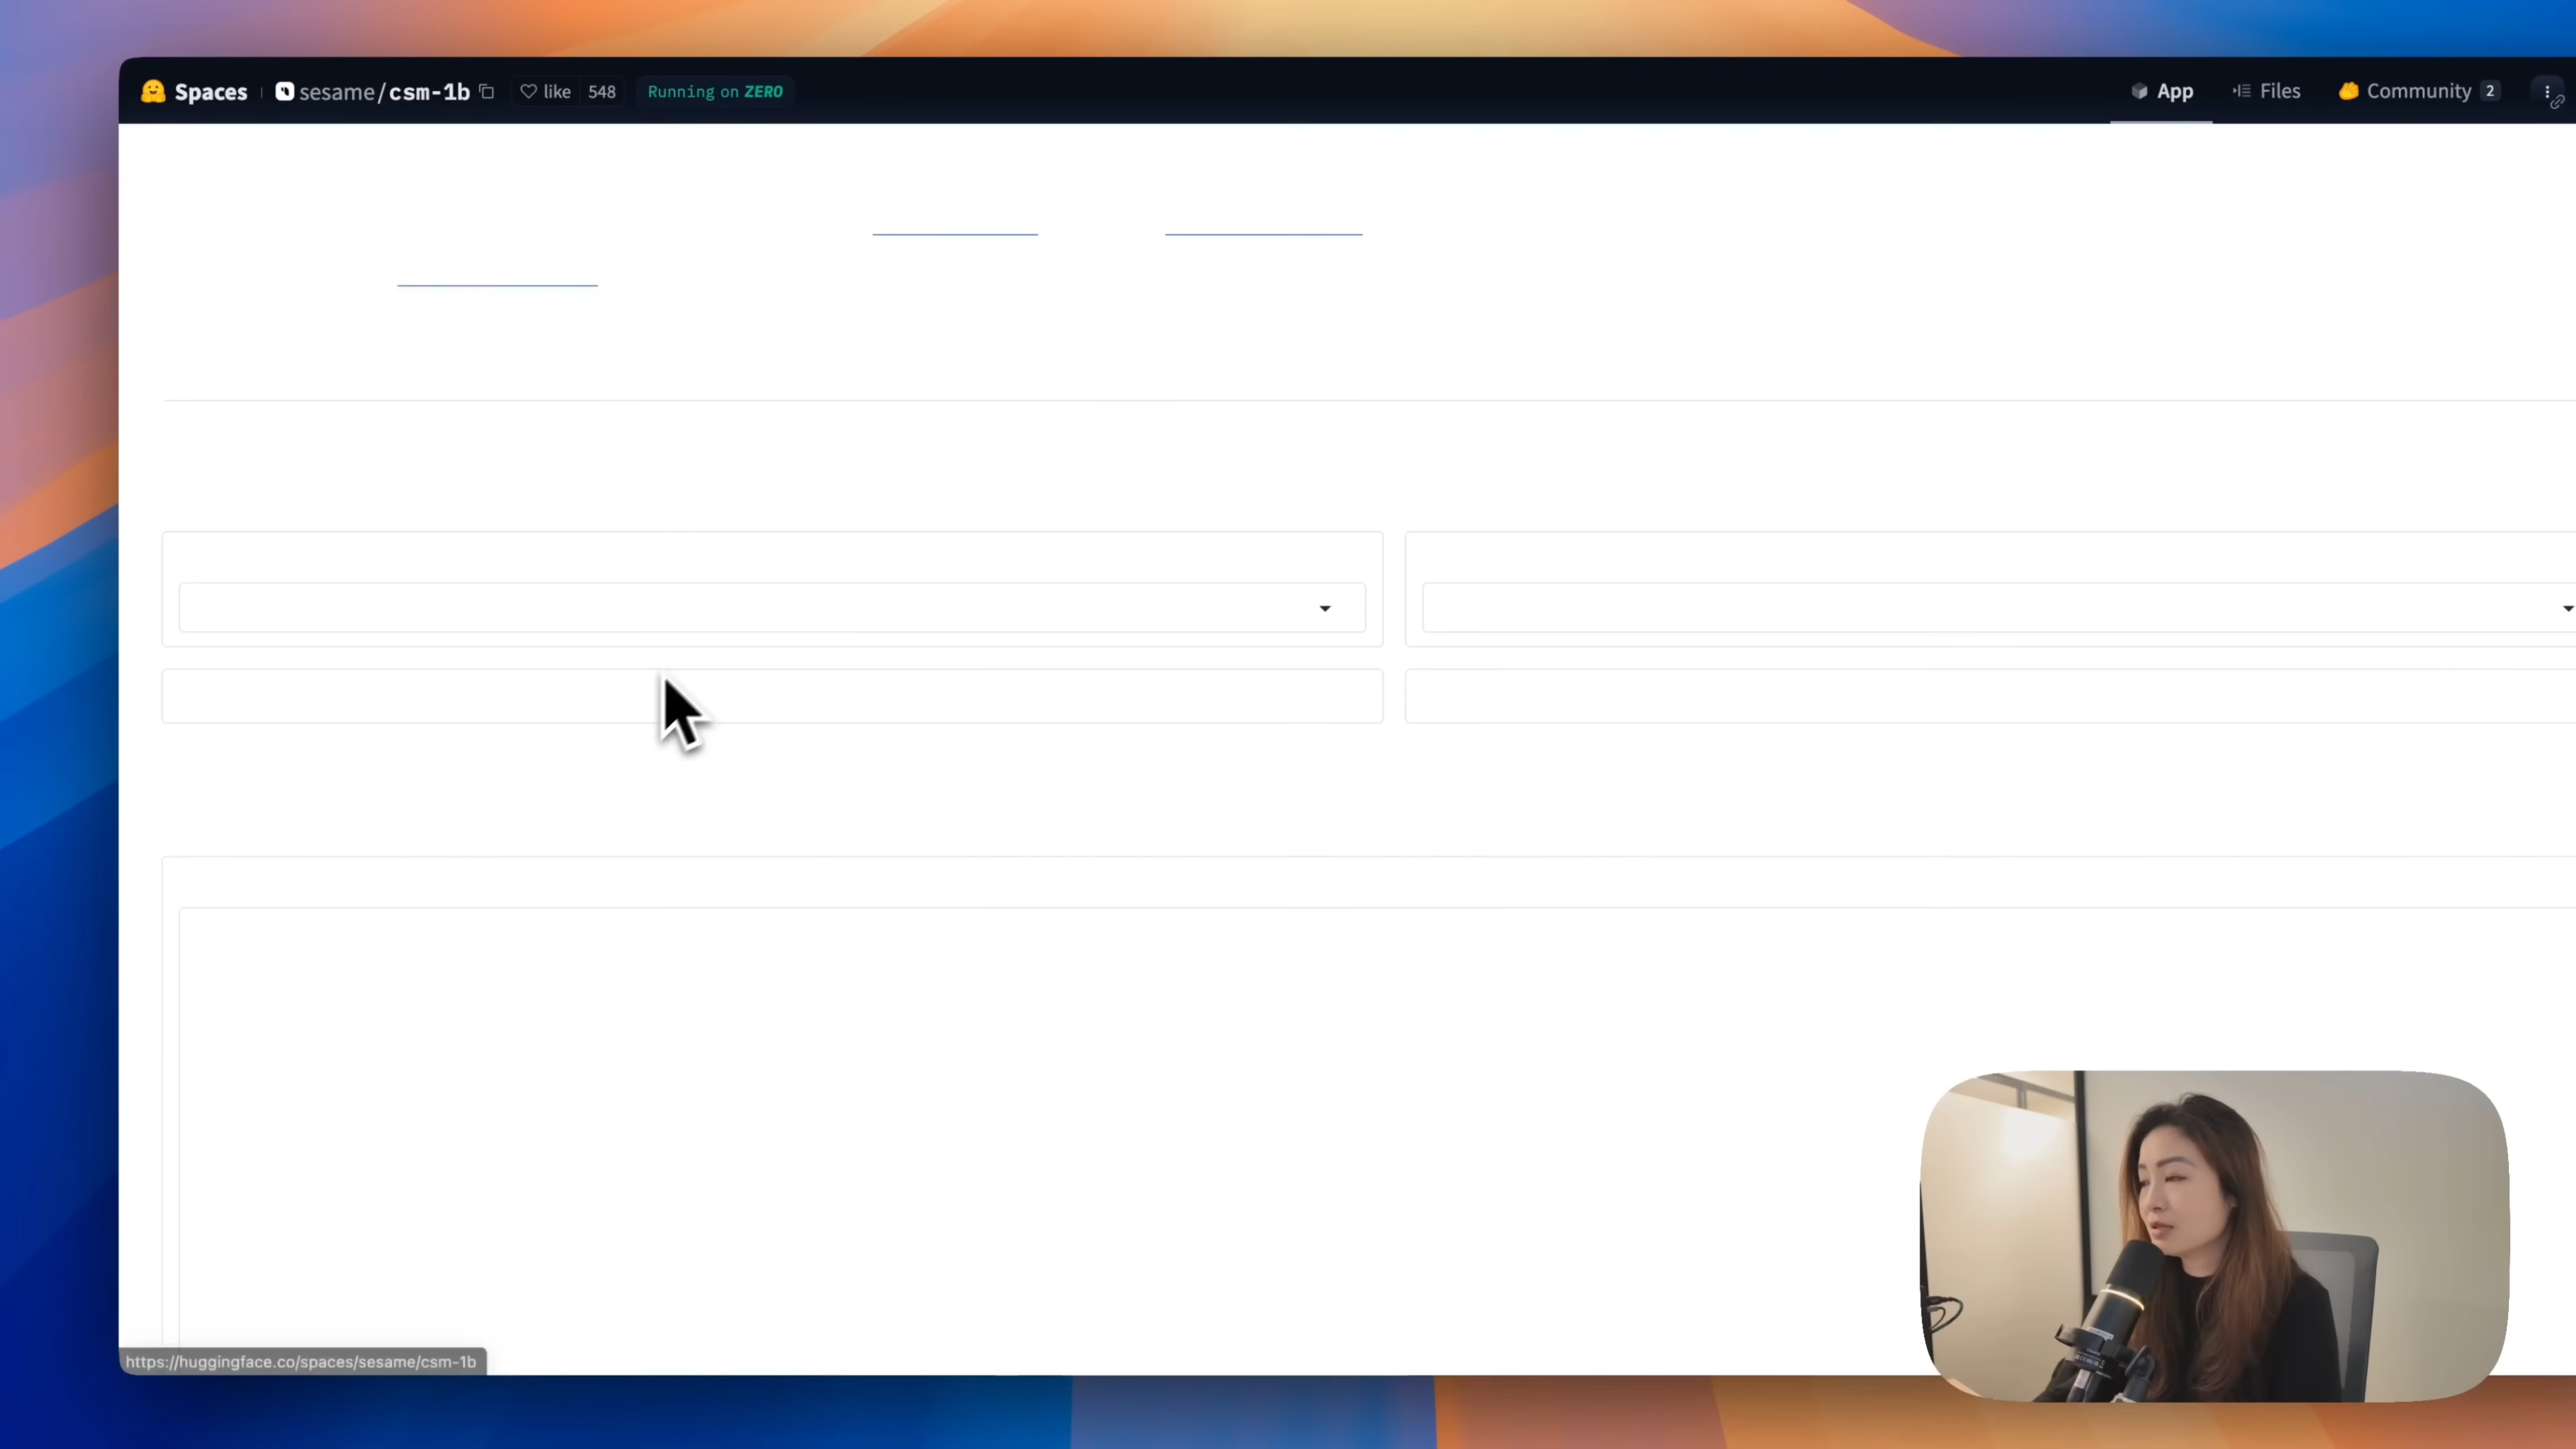 Spaces sesame/csm-1b like 548 Running on ZERO App Files Community 2
https://huggingface.co/spaces/sesame/csm-1b